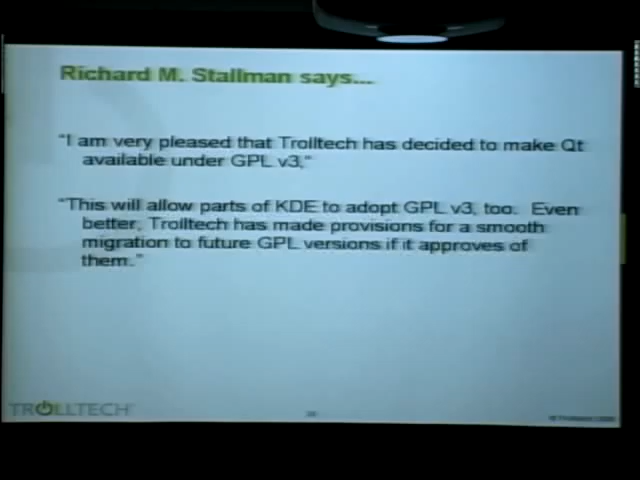 Richard M. Stallman says...
“I am very pleased that Trolltech has decided to make Qt
available under GPL v3,”
“This will allow parts of KDE to adopt GPL v3, too. Even
better, Trolltech has made provisions for a smooth
migration to future GPL versions if it approves of
them.”
TROLLTECH